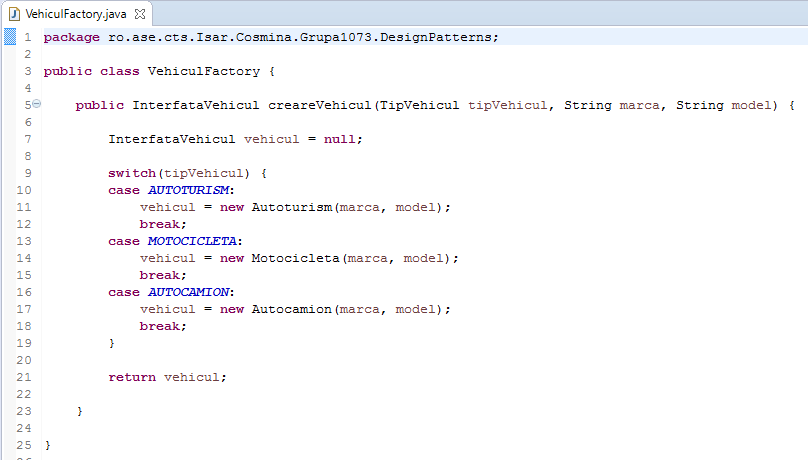 VehiculFactory.java
1 package ro.ase.cts.Isar.Cosmina.Grupa1073.DesignPatterns;
2
3 public class VehiculFactory {
4
5 public InterfataVehicul creareVehicul(TipVehicul tipVehicul, String marca, String model) {
6
7 InterfataVehicul vehicul = null;
8
9 switch(tipVehicul) {
10 case AUTOTURISM:
11 vehicul = new Autoturism(marca, model);
12 break;
13 case MOTOCICLETA:
14 vehicul = new Motocicleta(marca, model);
15 break;
16 case AUTOCAMION:
17 vehicul = new Autocamion(marca, model);
18 break;
19 }
20
21 return vehicul;
22
23 }
24
25 }